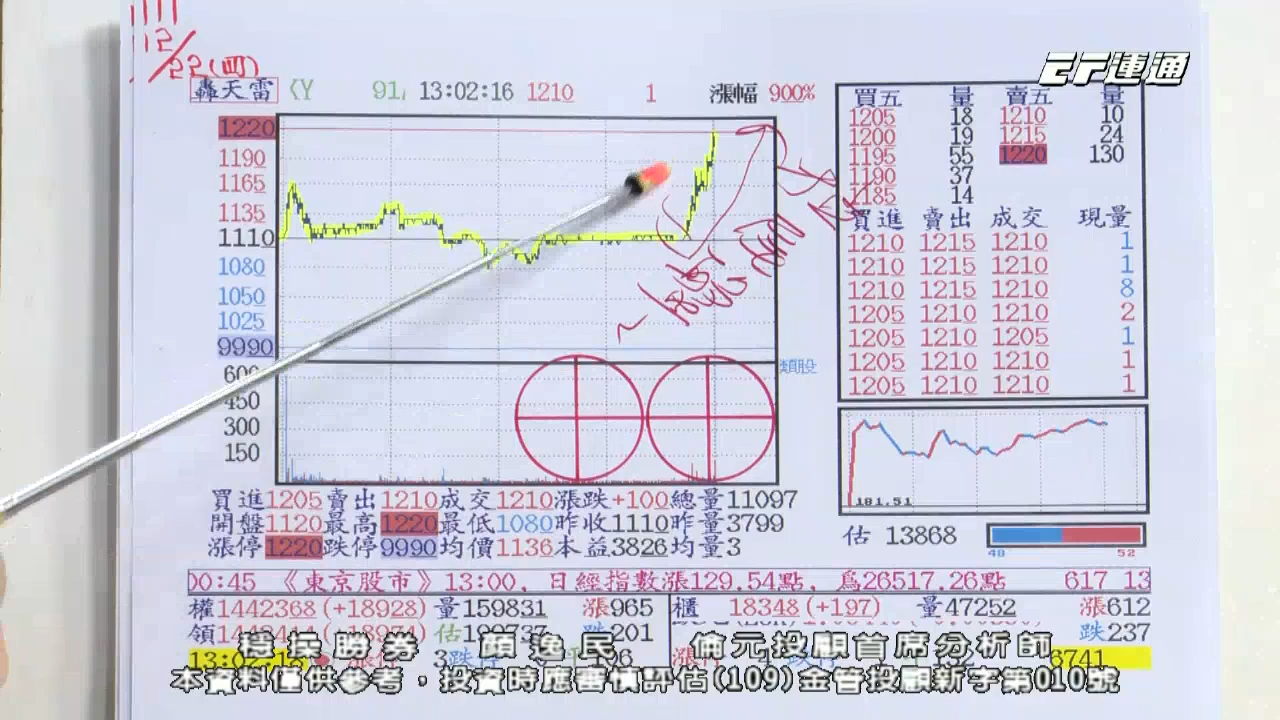 1111
12/22(四)
EF運通
轟天雷 《Y 91 13:02:16 1210 1 漲幅 900%
1220
1190
1165
1135
1110
1080
1050
1025
9990
600
450
300
150
類股
買五 量 賣五 量
1205 18 1210 10
1200 19 1215 24
1195 55 1220 130
1190 37
1185 14
買進 賣出 成交 現量
1210 1215 1210 1
1210 1215 1210 1
1210 1215 1210 8
1205 1210 1210 2
1205 1210 1205 1
1205 1210 1210 1
1205 1210 1210 1
181.51
估 13868
48 52
買進1205賣出1210成交1210漲跌+100總量11097
開盤1120最高1220最低1080昨收1110昨量3799
漲停1220跌停9990均價1136本益3826均量3
00:45 《東京股市》13:00, 日經指數漲129.54點, 為26517.26點 617 13
權1442368(+18928) 量159831 漲965
櫃 18348(+197) 量47252 漲612
跌201
跌237
6741
穩操勝券 顏逸民 倫元投顧首席分析師
本資料僅供參考，投資時應審慎評估(109)金管投顧新字第010號